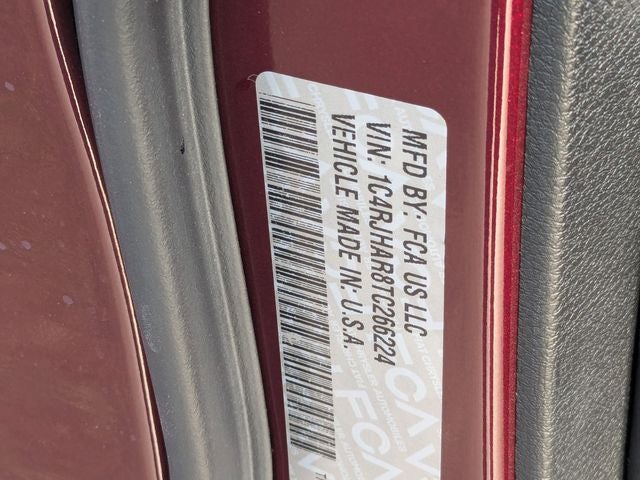 MFD BY: FCA US LLC
VIN: 1C4RJHAR8TC266224
VEHICLE MADE IN: U.S.A.